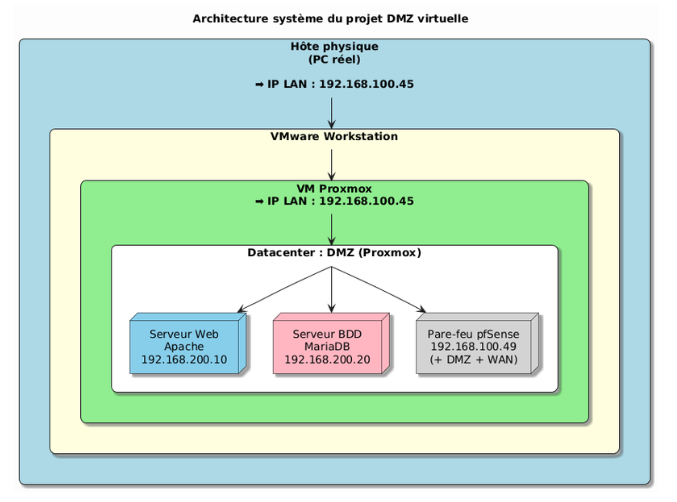 Architecture système du projet DMZ virtuelle
Hôte physique
(PC réel)
➡ IP LAN : 192.168.100.45
VMware Workstation
VM Proxmox
➡ IP LAN : 192.168.100.45
Datacenter : DMZ (Proxmox)
Serveur Web
Apache
192.168.200.10
Serveur BDD
MariaDB
192.168.200.20
Pare-feu pfSense
192.168.100.49
(+ DMZ + WAN)